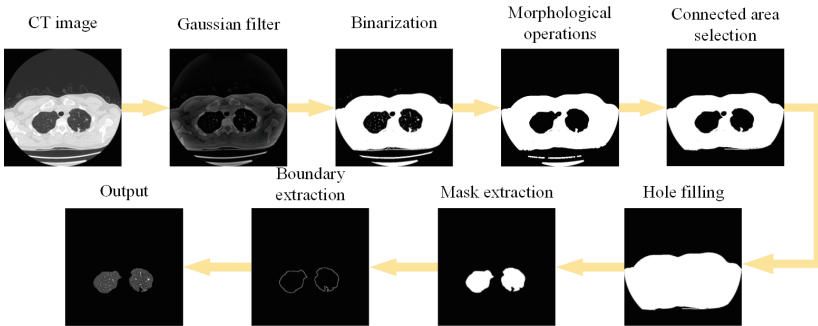 CT image
Gaussian filter
Binarization
Morphological
operations
Connected area
selection
Hole filling
Mask extraction
Boundary
extraction
Output